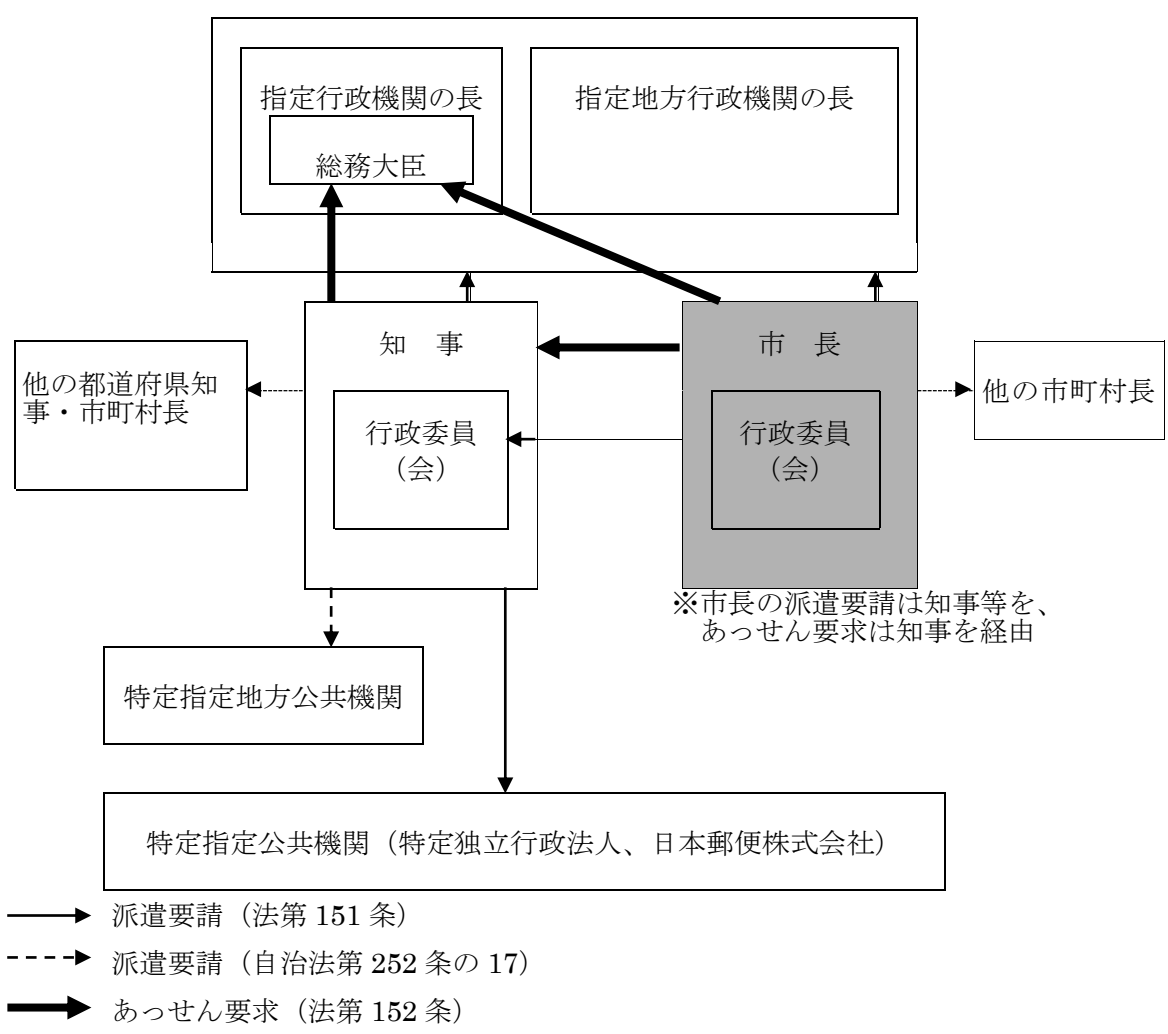 指定行政機関の長
指定地方行政機関の長
総務大臣
知　事
市　長
他の都道府県知
事・市町村長
行政委員
（会）
行政委員
（会）
他の市町村長
※市長の派遣要請は知事等を、
あっせん要求は知事を経由
特定指定地方公共機関
特定指定公共機関（特定独立行政法人、日本郵便株式会社）
派遣要請（法第 151 条）
派遣要請（自治法第 252 条の 17）
あっせん要求（法第 152 条）